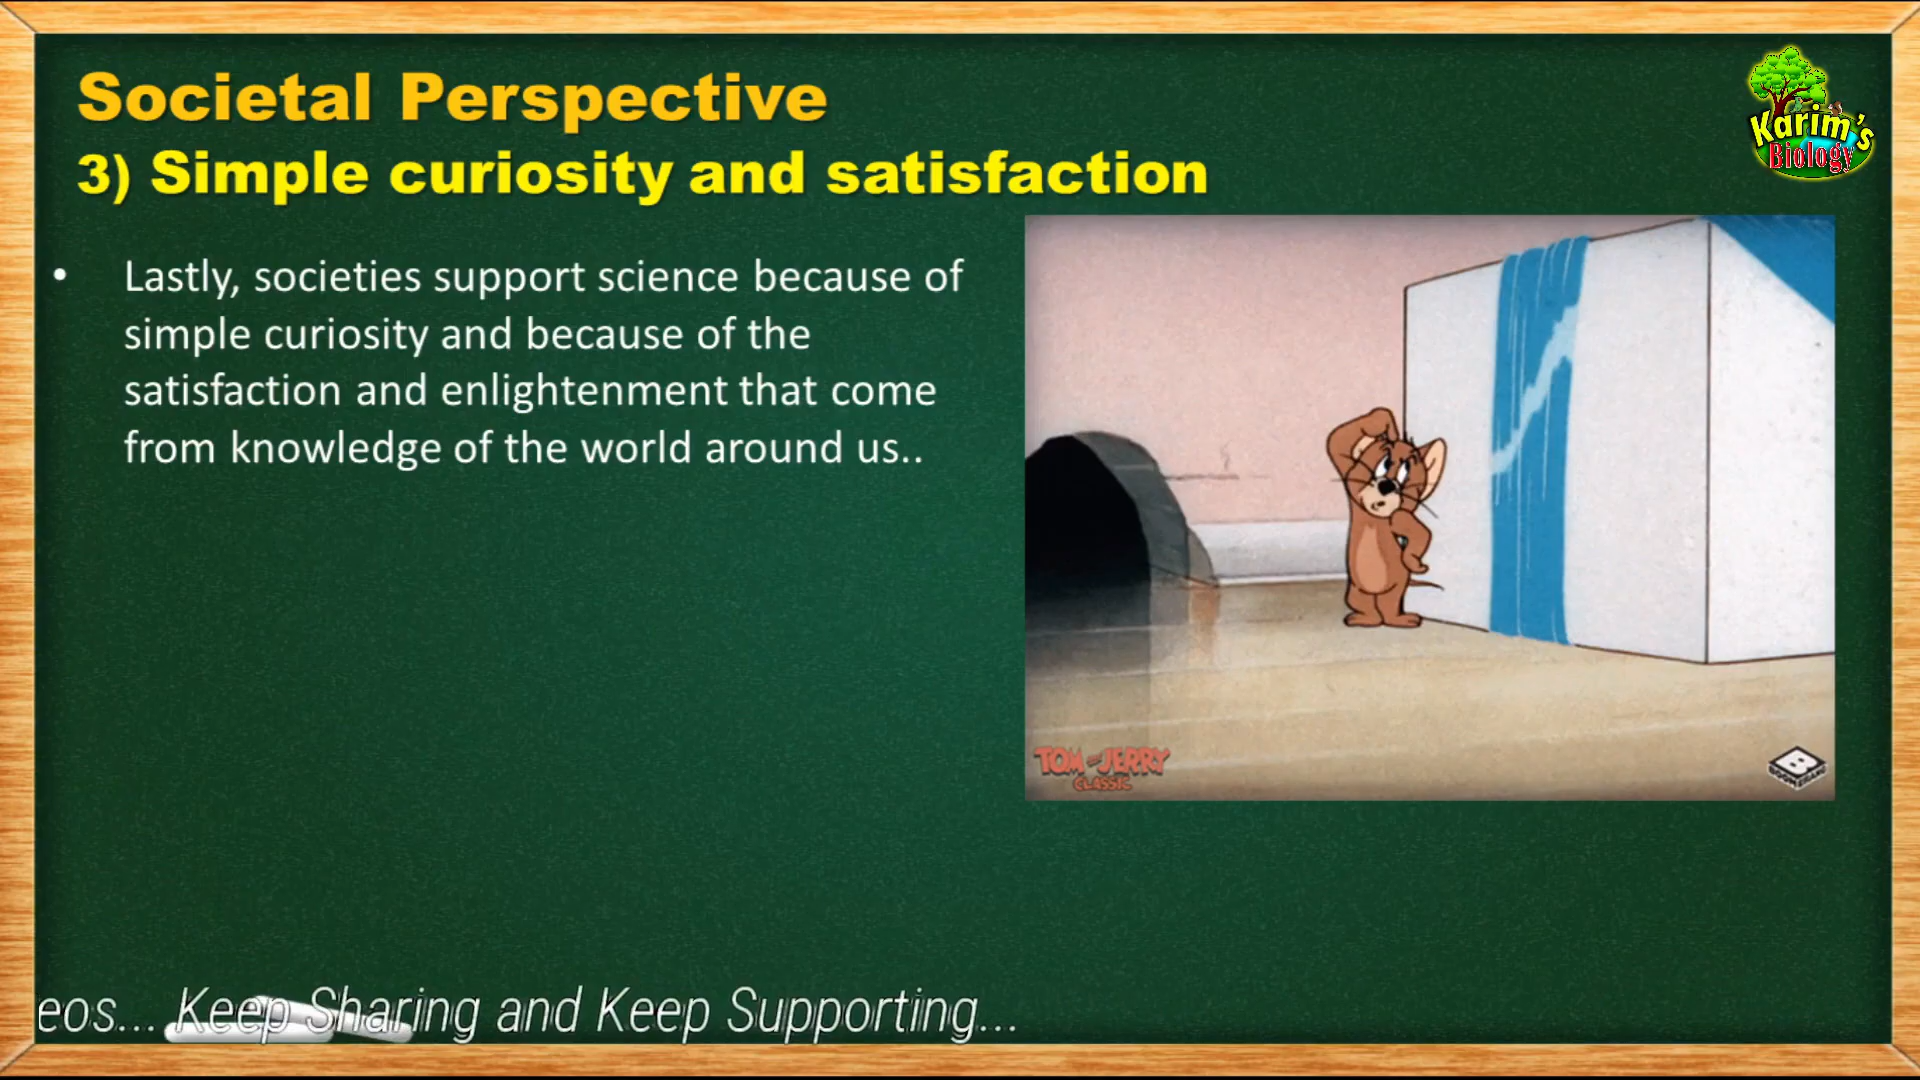 Societal Perspective
3) Simple curiosity and satisfaction
Karim's
Biology
• Lastly, societies support science because of
simple curiosity and because of the
satisfaction and enlightenment that come
from knowledge of the world around us..
TOM and JERRY
CLASSIC
BOOMERANG
eos... Keep Sharing and Keep Supporting...